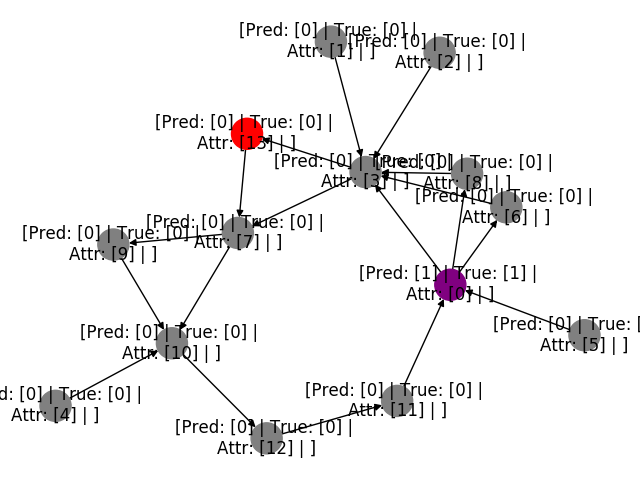 [Pred: [0] | True: [0] |
Attr: [1] | ]
[Pred: [0] | True: [0] |
Attr: [2] | ]
[Pred: [0] | True: [0] |
Attr: [13] | ]
[Pred: [0] | True: [0] |
Attr: [3] | ]
[Pred: [0] | True: [0] |
Attr: [8] | ]
[Pred: [0] | True: [0] |
Attr: [6] | ]
[Pred: [0] | True: [0] |
Attr: [7] | ]
[Pred: [0] | True: [0] |
Attr: [9] | ]
[Pred: [1] | True: [1] |
Attr: [0] | ]
[Pred: [0] | True: [
Attr: [5] | ]
[Pred: [0] | True: [0] |
Attr: [10] | ]
d: [0] | True: [0] |
Attr: [4] | ]
[Pred: [0] | True: [0] |
Attr: [11] | ]
[Pred: [0] | True: [0] |
Attr: [12] | ]